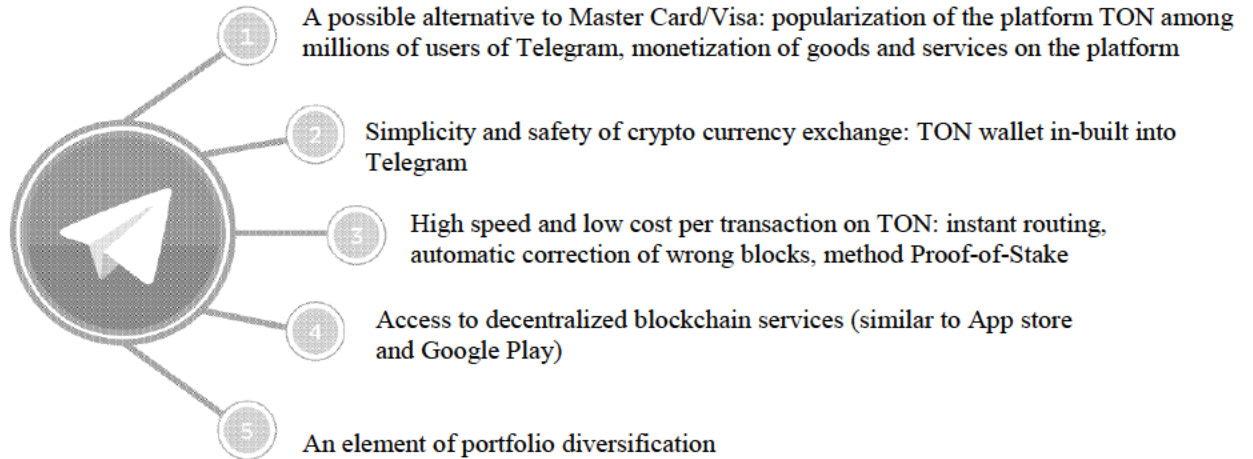 1
A possible alternative to Master Card/Visa: popularization of the platform TON among
millions of users of Telegram, monetization of goods and services on the platform
2
Simplicity and safety of crypto currency exchange: TON wallet in-built into
Telegram
3
High speed and low cost per transaction on TON: instant routing,
automatic correction of wrong blocks, method Proof-of-Stake
4
Access to decentralized blockchain services (similar to App store
and Google Play)
5
An element of portfolio diversification